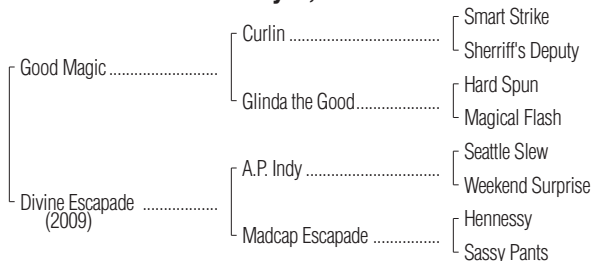 Smart Strike
Curlin
Sherriff's Deputy
Good Magic
Hard Spun
Glinda the Good
Magical Flash
Seattle Slew
A.P. Indy
Weekend Surprise
Divine Escapade
(2009)
Hennessy
Madcap Escapade
Sassy Pants